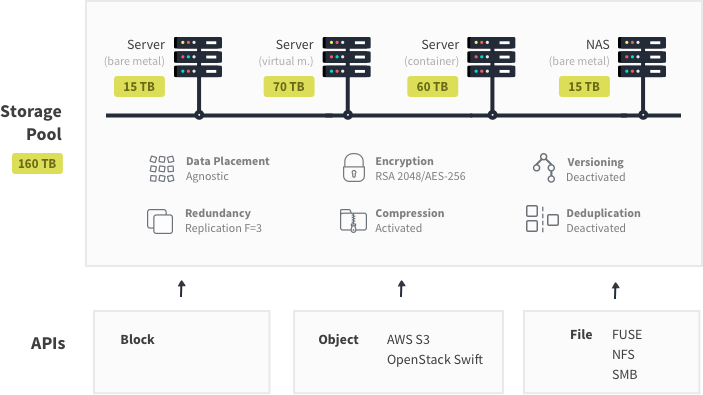 Server
(bare metal)
15 TB
Server
(virtual m.)
70 TB
Server
(container)
60 TB
NAS
(bare metal)
15 TB
Storage
Pool
160 TB
Data Placement
Agnostic
Encryption
RSA 2048/AES-256
Versioning
Deactivated
Redundancy
Replication F=3
Compression
Activated
Deduplication
Deactivated
APIs
Block
Object
AWS S3
OpenStack Swift
File
FUSE
NFS
SMB